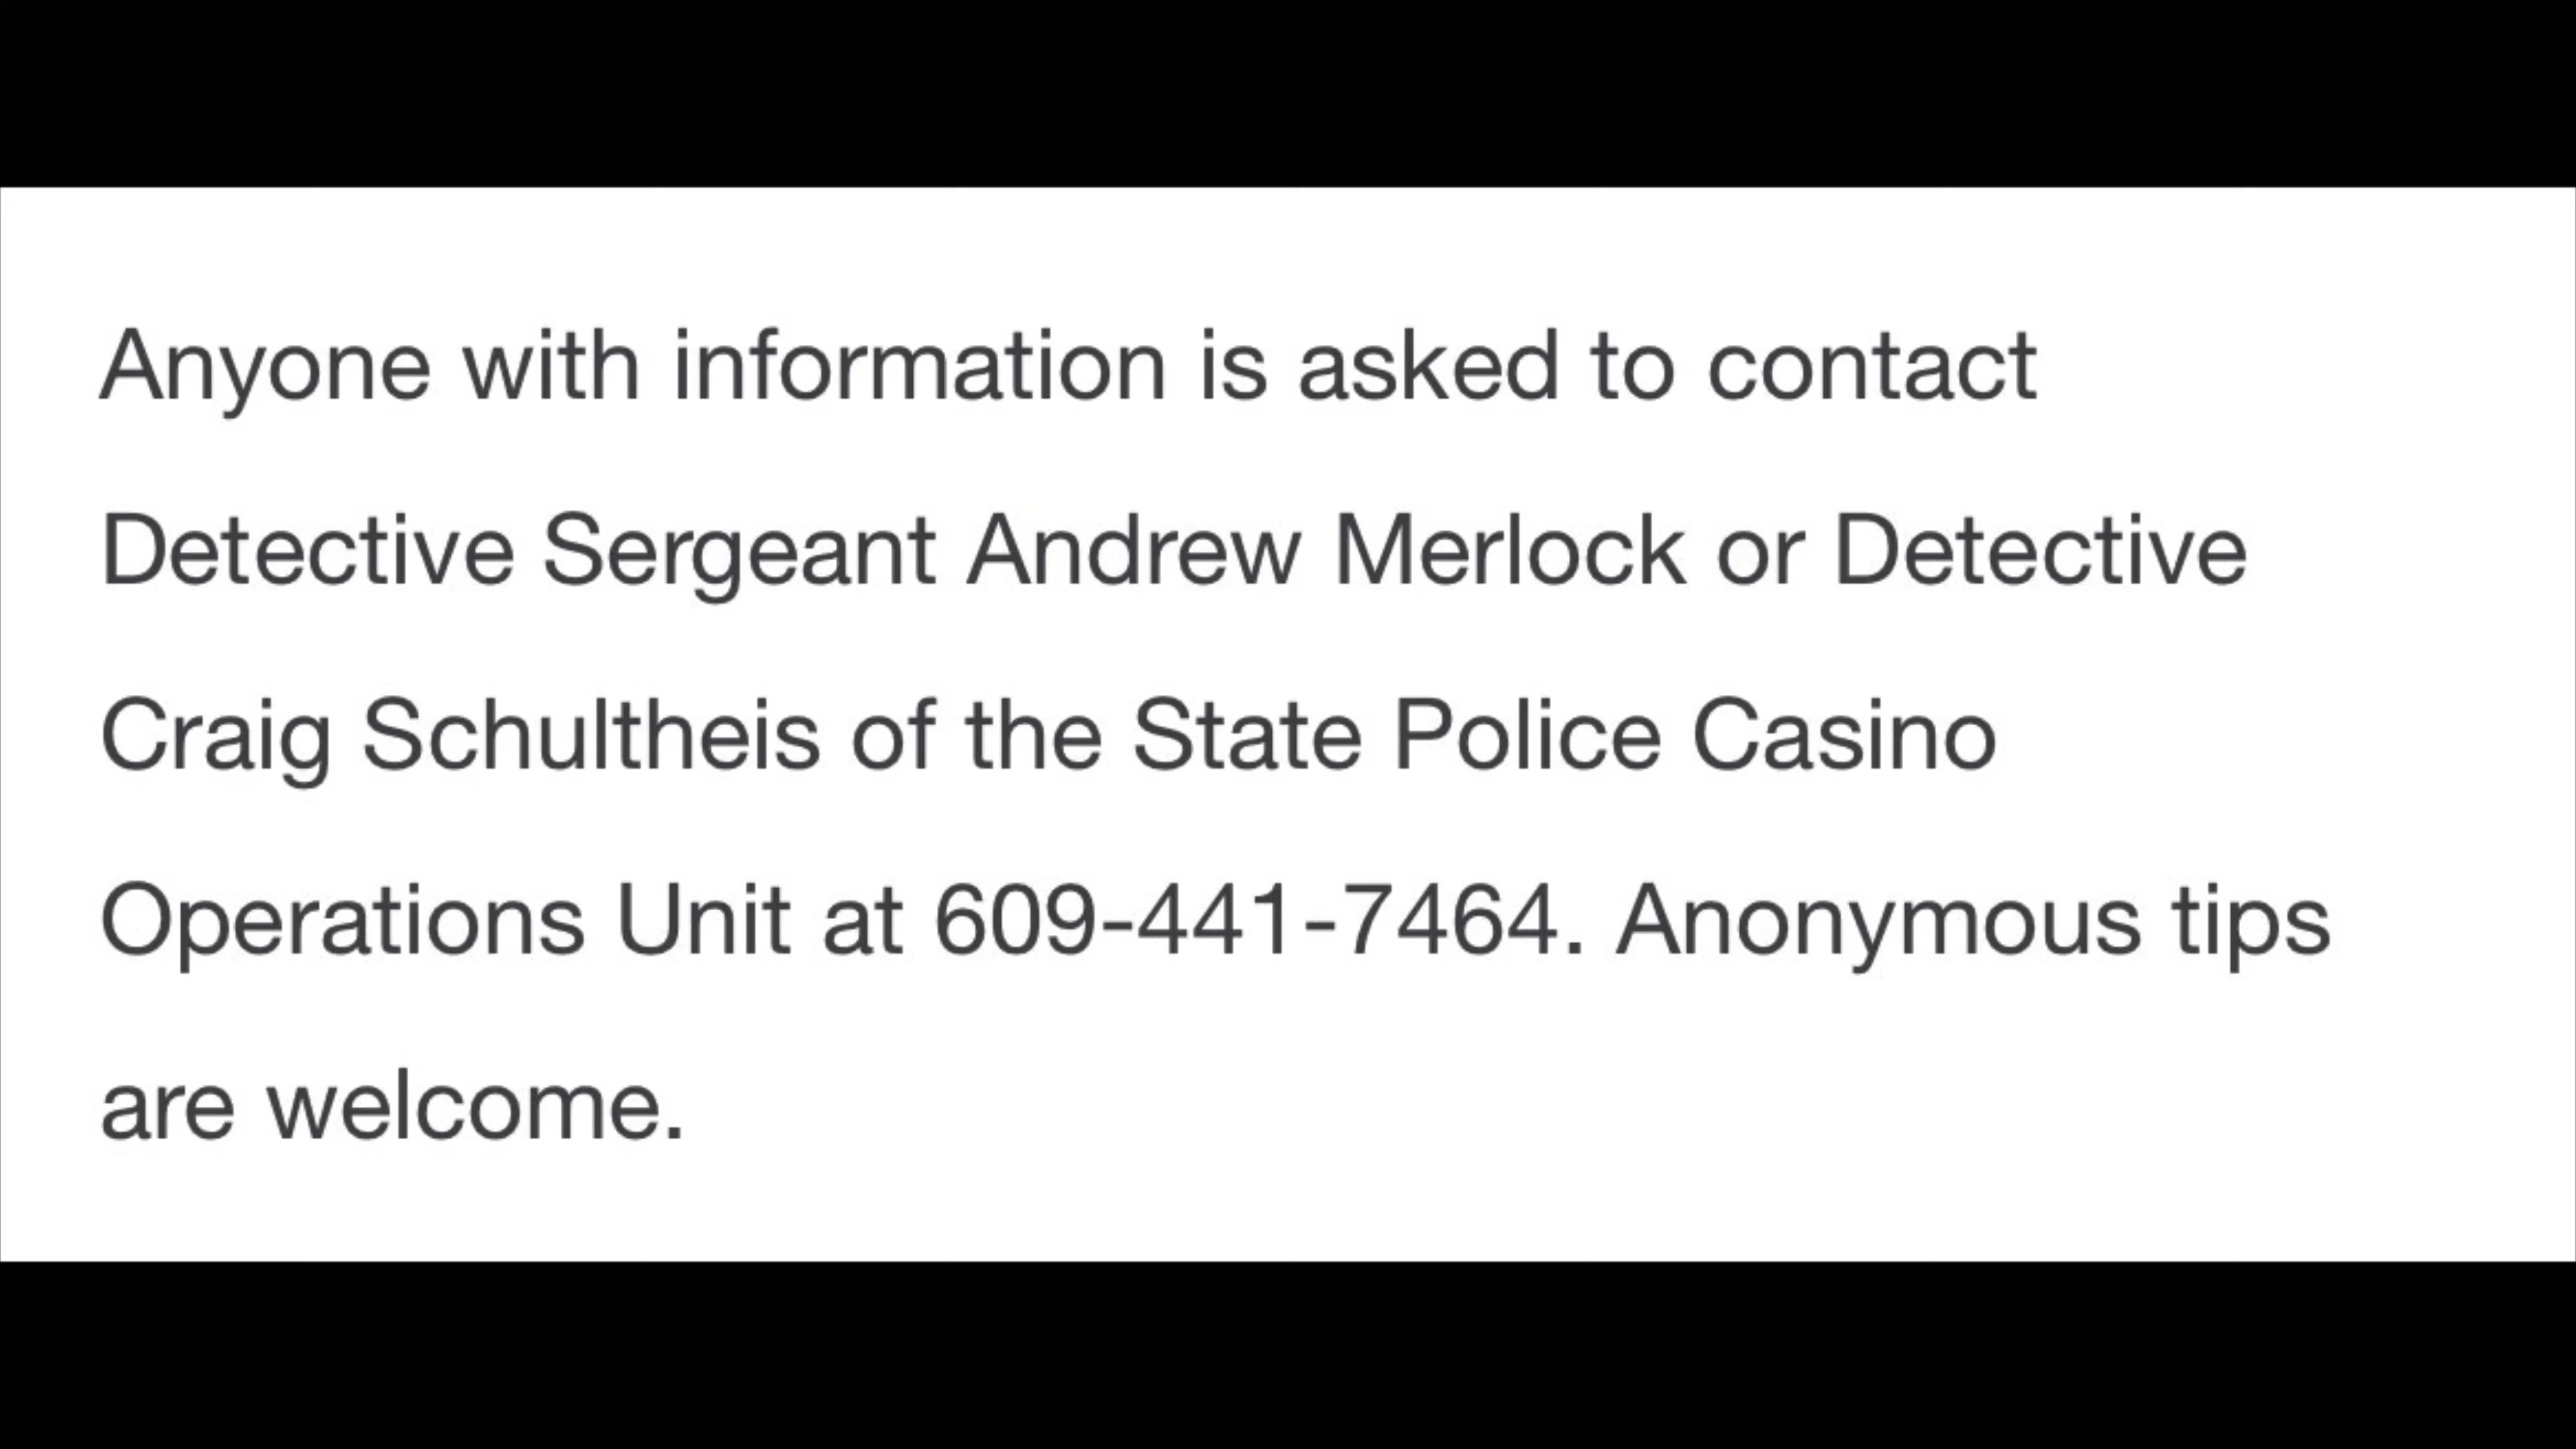 Anyone with information is asked to contact
Detective Sergeant Andrew Merlock or Detective
Craig Schultheis of the State Police Casino
Operations Unit at 609-441-7464. Anonymous tips
are welcome.